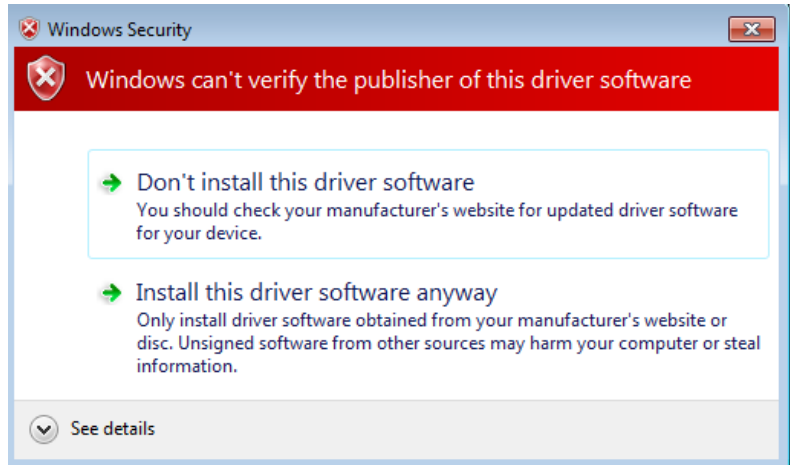 Windows Security
Windows can't verify the publisher of this driver software
Don't install this driver software
You should check your manufacturer's website for updated driver software
for your device.
Install this driver software anyway
Only install driver software obtained from your manufacturer's website or
disc. Unsigned software from other sources may harm your computer or steal
information.
See details